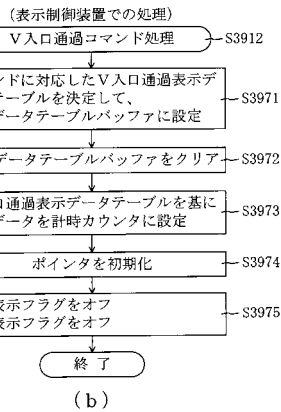 (表示制御装置での処理)
V入口通過コマンド処理 S3912
ンドに対応したV入口通過表示デ
テーブルを決定して、
データテーブルバッファに設定 S3971
データテーブルバッファをクリア S3972
口通過表示データテーブルを基に
データを計時カウンタに設定 S3973
ポインタを初期化 S3974
表示フラグをオフ
表示フラグをオフ S3975
終了
(b)